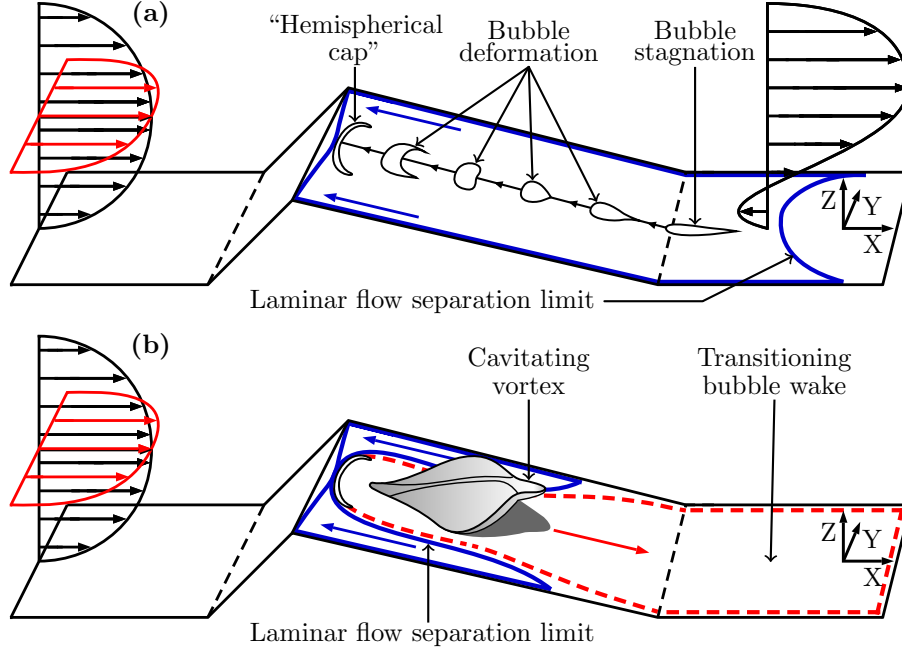 (a)
“Hemispherical
cap”
Bubble
deformation
Bubble
stagnation
Z
Y
X
Laminar flow separation limit
(b)
Cavitating
vortex
Transitioning
bubble wake
Z
Y
X
Laminar flow separation limit